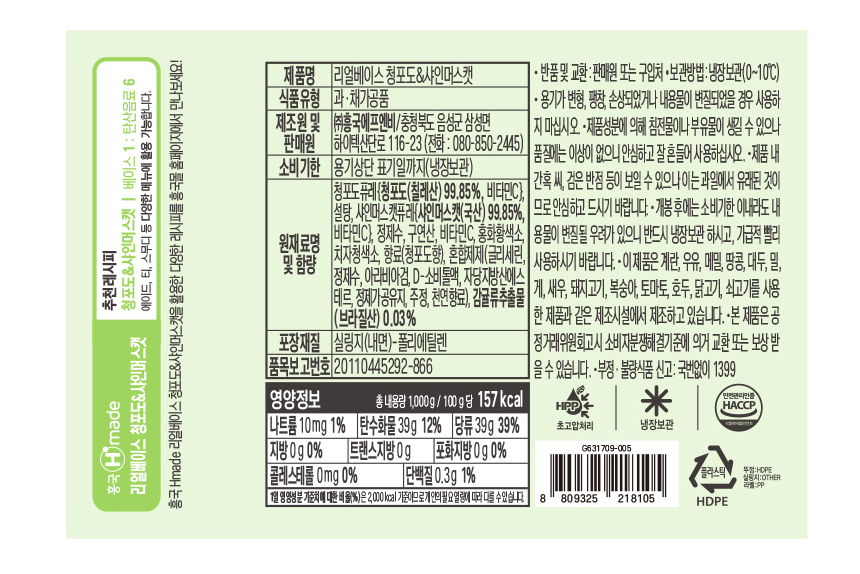 추천레시피
청포도&샤인머스캣 | 베이스 1 : 탄산음료 6
에이드, 티, 스무디 등 다양한 메뉴에 활용 가능합니다.
흥국 Hmade
리얼베이스 청포도&샤인머스캣
흥국 Hmade 리얼베이스 청포도&샤인머스캣을 활용한 다양한 레시피를 흥국몰 홈페이지에서 만나보세요!
제품명 리얼베이스 청포도&샤인머스캣
식품유형 과·채가공품
제조원 및 판매원 ㈜흥국에프엔비/충청북도 음성군 삼성면
하이텍산단로 116-23 (전화 : 080-850-2445)
소비기한 용기상단 표기일까지(냉장보관)
원재료명 및 함량
청포도퓨레{청포도(칠레산) 99.85%, 비타민C},
설탕, 샤인머스캣퓨레{샤인머스캣(국산) 99.85%,
비타민C}, 정제수, 구연산, 비타민C, 홍화황색소,
치자청색소, 향료(청포도향), 혼합제제(글리세린,
정제수, 아라비아검, D-소비톨액, 자당지방산에스
테르, 정제가공유지, 주정, 천연향료), 감귤류추출물
(브라질산) 0.03%
포장재질 실링지(내면)-폴리에틸렌
품목보고번호 20110445292-866
영양정보 총 내용량 1,000g / 100g 당 157 kcal
나트륨 10mg 1% 탄수화물 39g 12% 당류 39g 39%
지방 0g 0% 트랜스지방 0g 포화지방 0g 0%
콜레스테롤 0mg 0% 단백질 0.3g 1%
1일 영양성분 기준치에 대한 비율(%)은 2,000 kcal 기준이므로 개인의 필요 열량에 따라 다를 수 있습니다.
• 반품 및 교환 : 판매원 또는 구입처 •보관방법 : 냉장보관(0~10℃)
• 용기가 변형, 팽창, 손상되었거나 내용물이 변질되었을 경우 사용하
지 마십시오. •제품성분에 의해 침전물이나 부유물이 생길 수 있으나
품질에는 이상이 없으니 안심하고 잘 흔들어 사용하십시오. •제품 내
간혹 씨, 검은 반점 등이 보일 수 있으나 이는 과일에서 유래된 것이
므로 안심하고 드시기 바랍니다. •개봉 후에는 소비기한 이내라도 내
용물이 변질될 우려가 있으니 반드시 냉장보관 하시고, 가급적 빨리
사용하시기 바랍니다. •이 제품은 계란, 우유, 메밀, 땅콩, 대두, 밀,
게, 새우, 돼지고기, 복숭아, 토마토, 호두, 닭고기, 쇠고기를 사용
한 제품과 같은 제조시설에서 제조하고 있습니다. •본 제품은 공
정거래위원회고시 소비자분쟁해결기준에 의거 교환 또는 보상 받
을 수 있습니다. •부정·불량식품 신고 : 국번없이 1399
HPP
초고압처리
냉장보관
안전관리인증
HACCP
식품의약품안전처
G631709-005
8 809325 218105
플라스틱
HDPE
뚜껑:HDPE
실링지:OTHER
라벨:PP